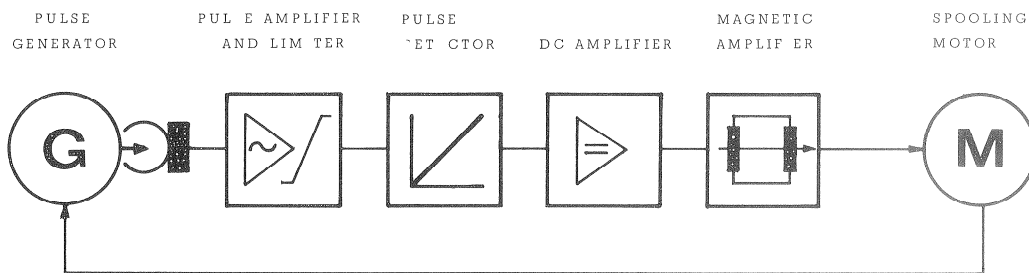 PULSE
GENERATOR
PUL E AMPLIFIER
AND LIM TER
PULSE
ET CTOR
DC AMPLIFIER
MAGNETIC
AMPLIF ER
SPOOLING
MOTOR
G
M